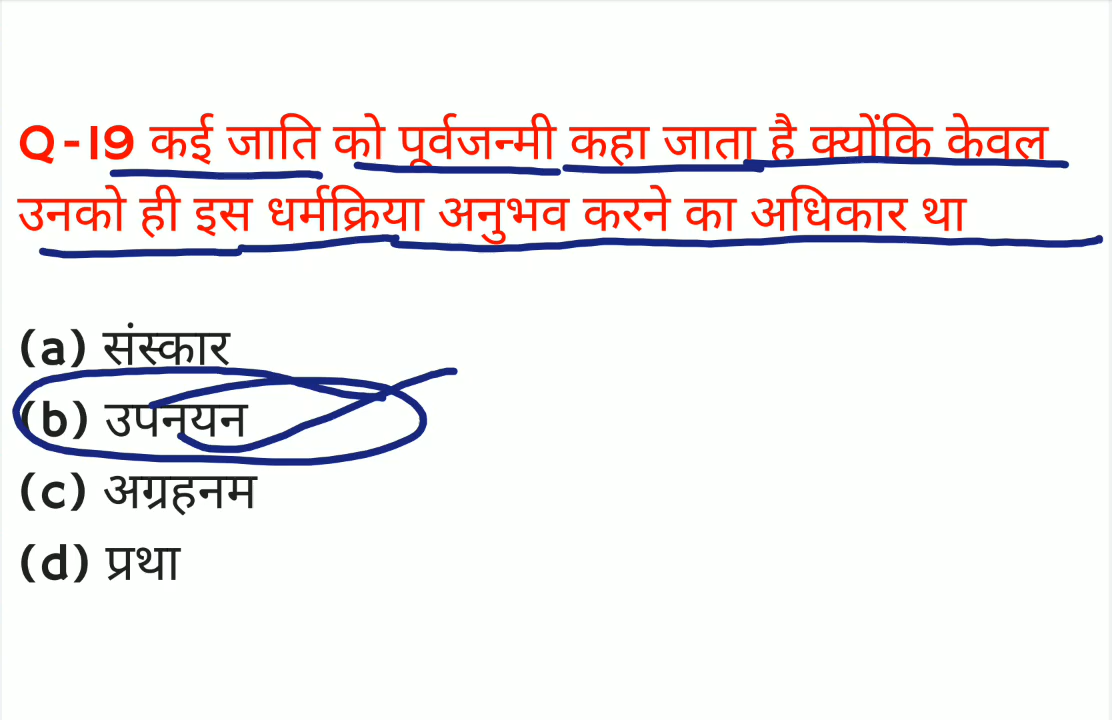 Q-19 कई जाति को पूर्वजन्मी कहा जाता है क्योंकि केवल
उनको ही इस धर्मक्रिया अनुभव करने का अधिकार था
(a) संस्कार
(b) उपनयन
(c) अग्रहनम
(d) प्रथा